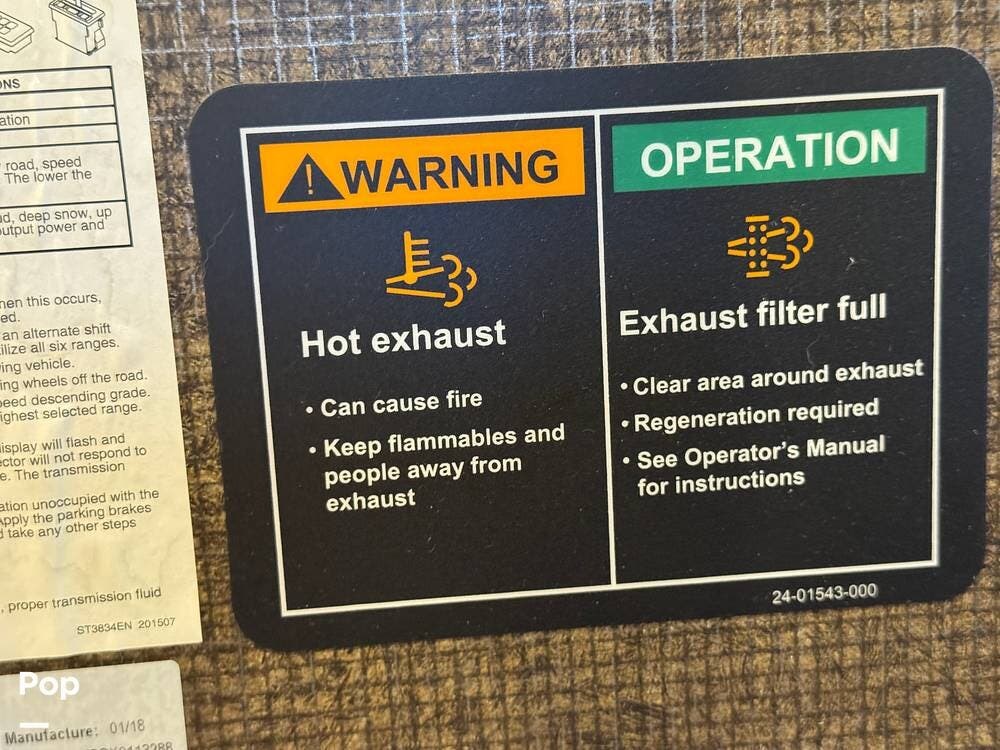 ONS
ation
road, speed
The lower the
ud, deep snow, up
output power and
hen this occurs,
ed.
an alternate shift
ilize all six ranges.
ing vehicle.
ing wheels off the road.
peed descending grade.
ighest selected range.
display will flash and
ector will not respond to
e. The transmission
ation unoccupied with the
Apply the parking brakes
d take any other steps
, proper transmission fluid
ST3834EN 201507
WARNING
Hot exhaust
• Can cause fire
• Keep flammables and
people away from
exhaust
OPERATION
Exhaust filter full
• Clear area around exhaust
• Regeneration required
• See Operator's Manual
for instructions
24-01543-000
Pop
Manufacture: 01/18